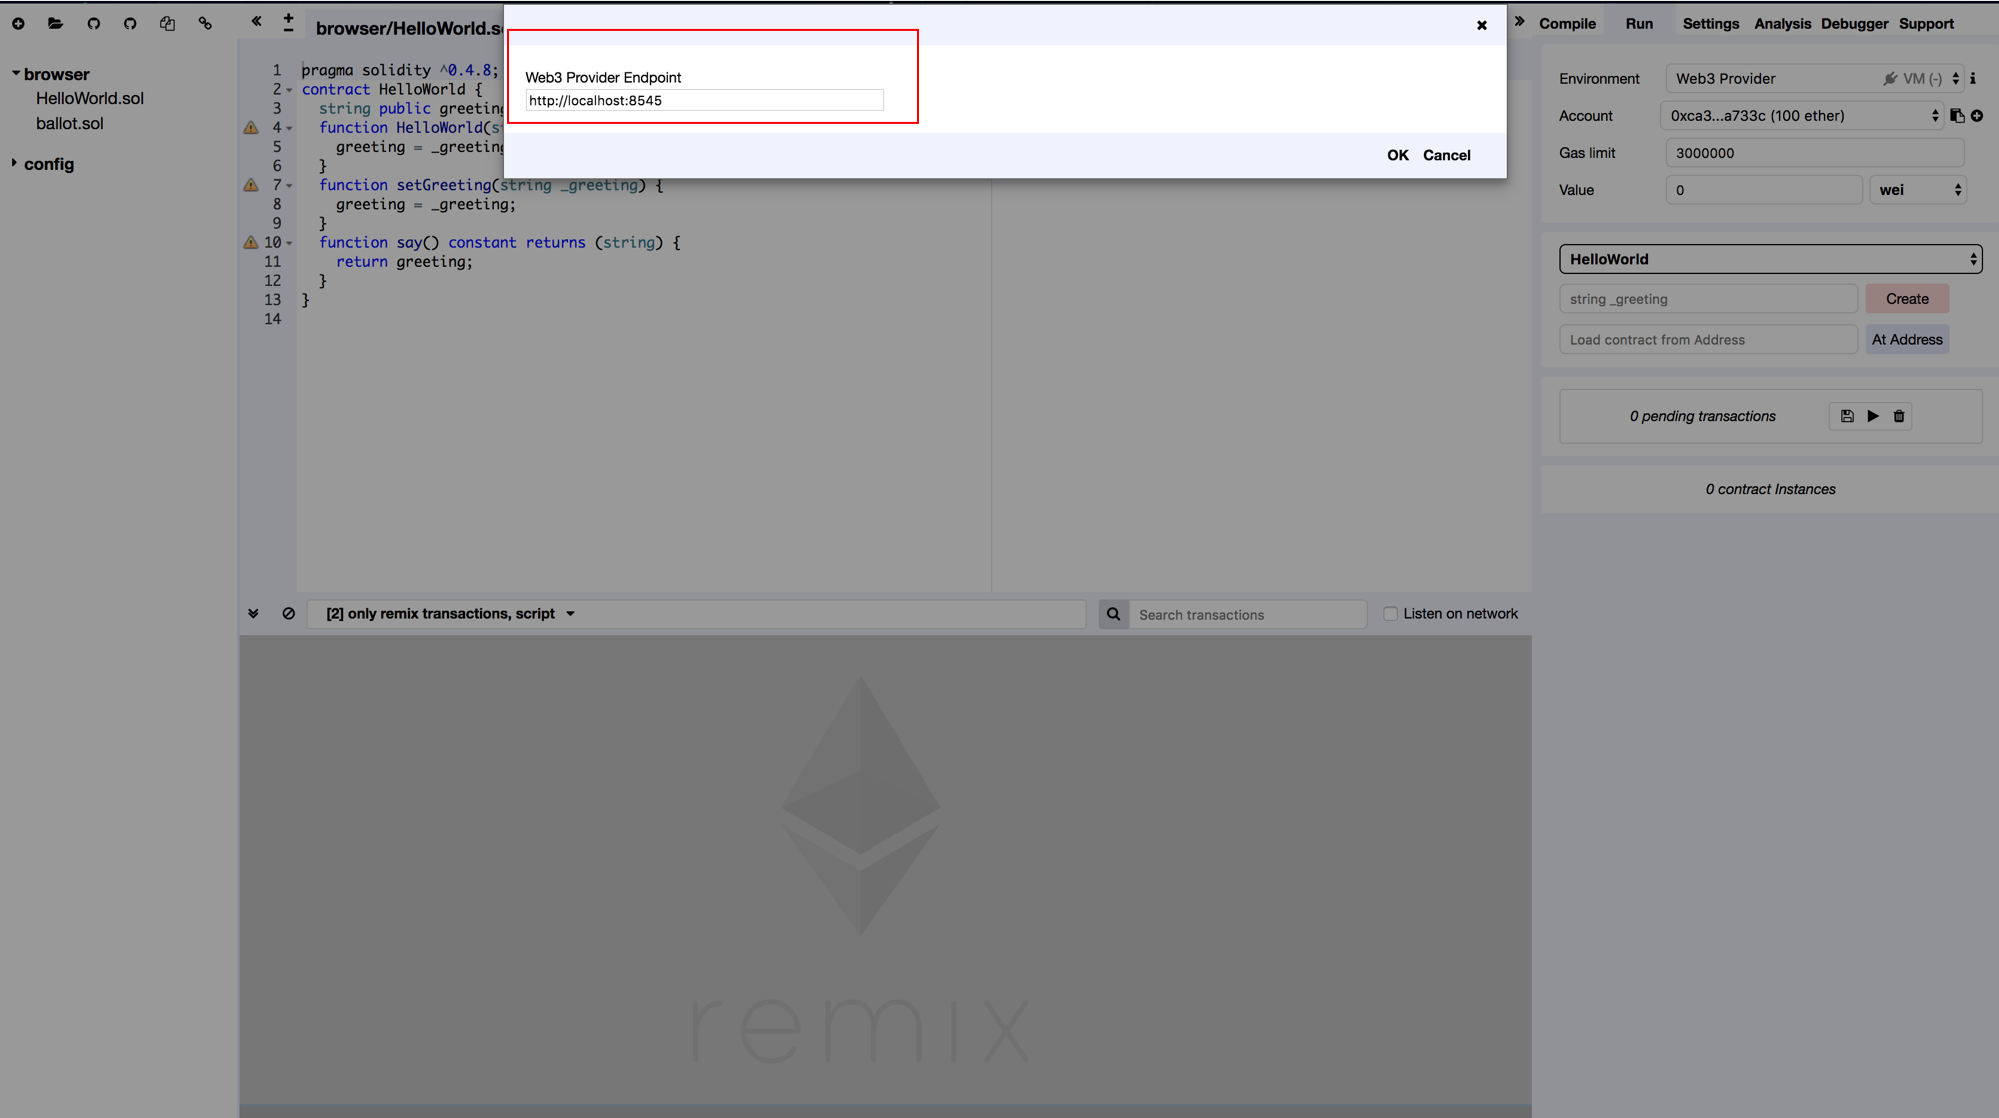 browser/HelloWorld.s
Compile Run Settings Analysis Debugger Support
browser
HelloWorld.sol
ballot.sol
config
Web3 Provider Endpoint
http://localhost:8545
OK Cancel
1 pragma solidity ^0.4.8;
2 contract HelloWorld {
3 string public greeting
4 function HelloWorld(s
5 greeting = _greeting
6 }
7 function setGreeting(string _greeting) {
8 greeting = _greeting;
9 }
10 function say() constant returns (string) {
11 return greeting;
12 }
13 }
14
Environment Web3 Provider VM (-)
Account 0xca3...a733c (100 ether)
Gas limit 3000000
Value 0 wei
HelloWorld
string _greeting Create
Load contract from Address At Address
0 pending transactions
0 contract Instances
[2] only remix transactions, script Search transactions Listen on network
remix